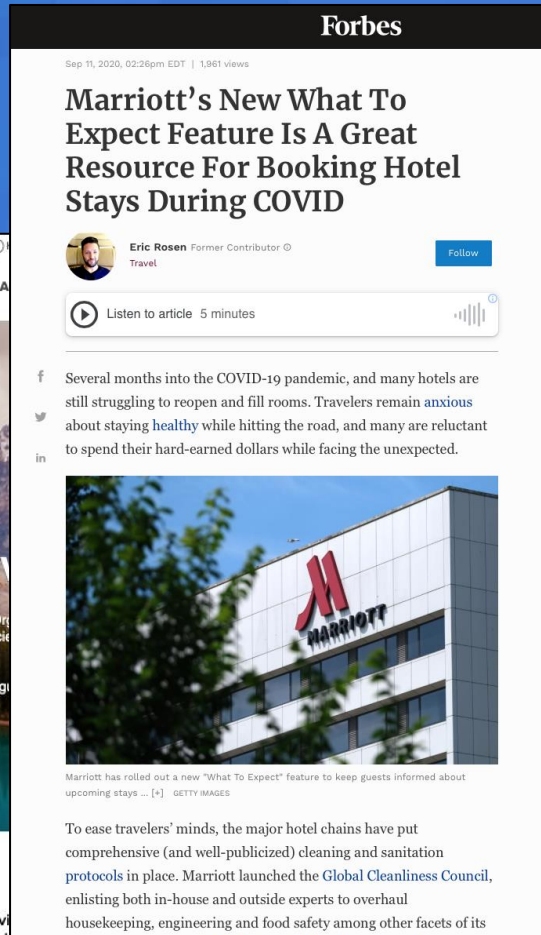 Forbes
Sep 11, 2020, 02:26pm EDT | 1,961 views
Marriott’s New What To
Expect Feature Is A Great
Resource For Booking Hotel
Stays During COVID
Eric Rosen Former Contributor
Travel
Follow
Listen to article 5 minutes
Several months into the COVID-19 pandemic, and many hotels are
still struggling to reopen and fill rooms. Travelers remain anxious
about staying healthy while hitting the road, and many are reluctant
to spend their hard-earned dollars while facing the unexpected.
MARRIOTT
Marriott has rolled out a new "What To Expect" feature to keep guests informed about
upcoming stays ... [+] GETTY IMAGES
To ease travelers’ minds, the major hotel chains have put
comprehensive (and well-publicized) cleaning and sanitation
protocols in place. Marriott launched the Global Cleanliness Council,
enlisting both in-house and outside experts to overhaul
housekeeping, engineering and food safety among other facets of its